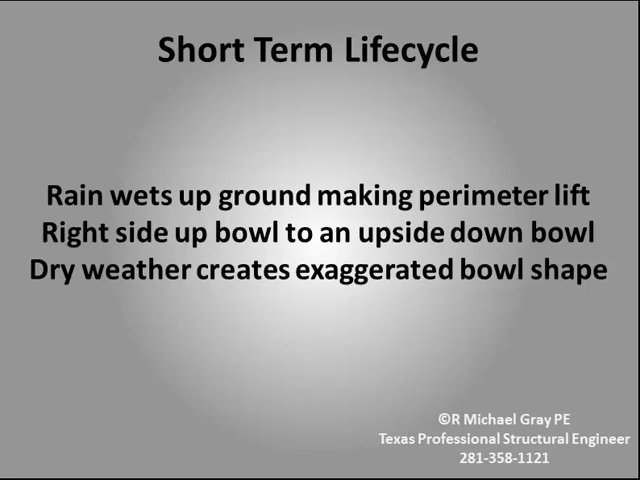 Short Term Lifecycle
Rain wets up ground making perimeter lift
Right side up bowl to an upside down bowl
Dry weather creates exaggerated bowl shape
©R Michael Gray PE
Texas Professional Structural Engineer
281-358-1121